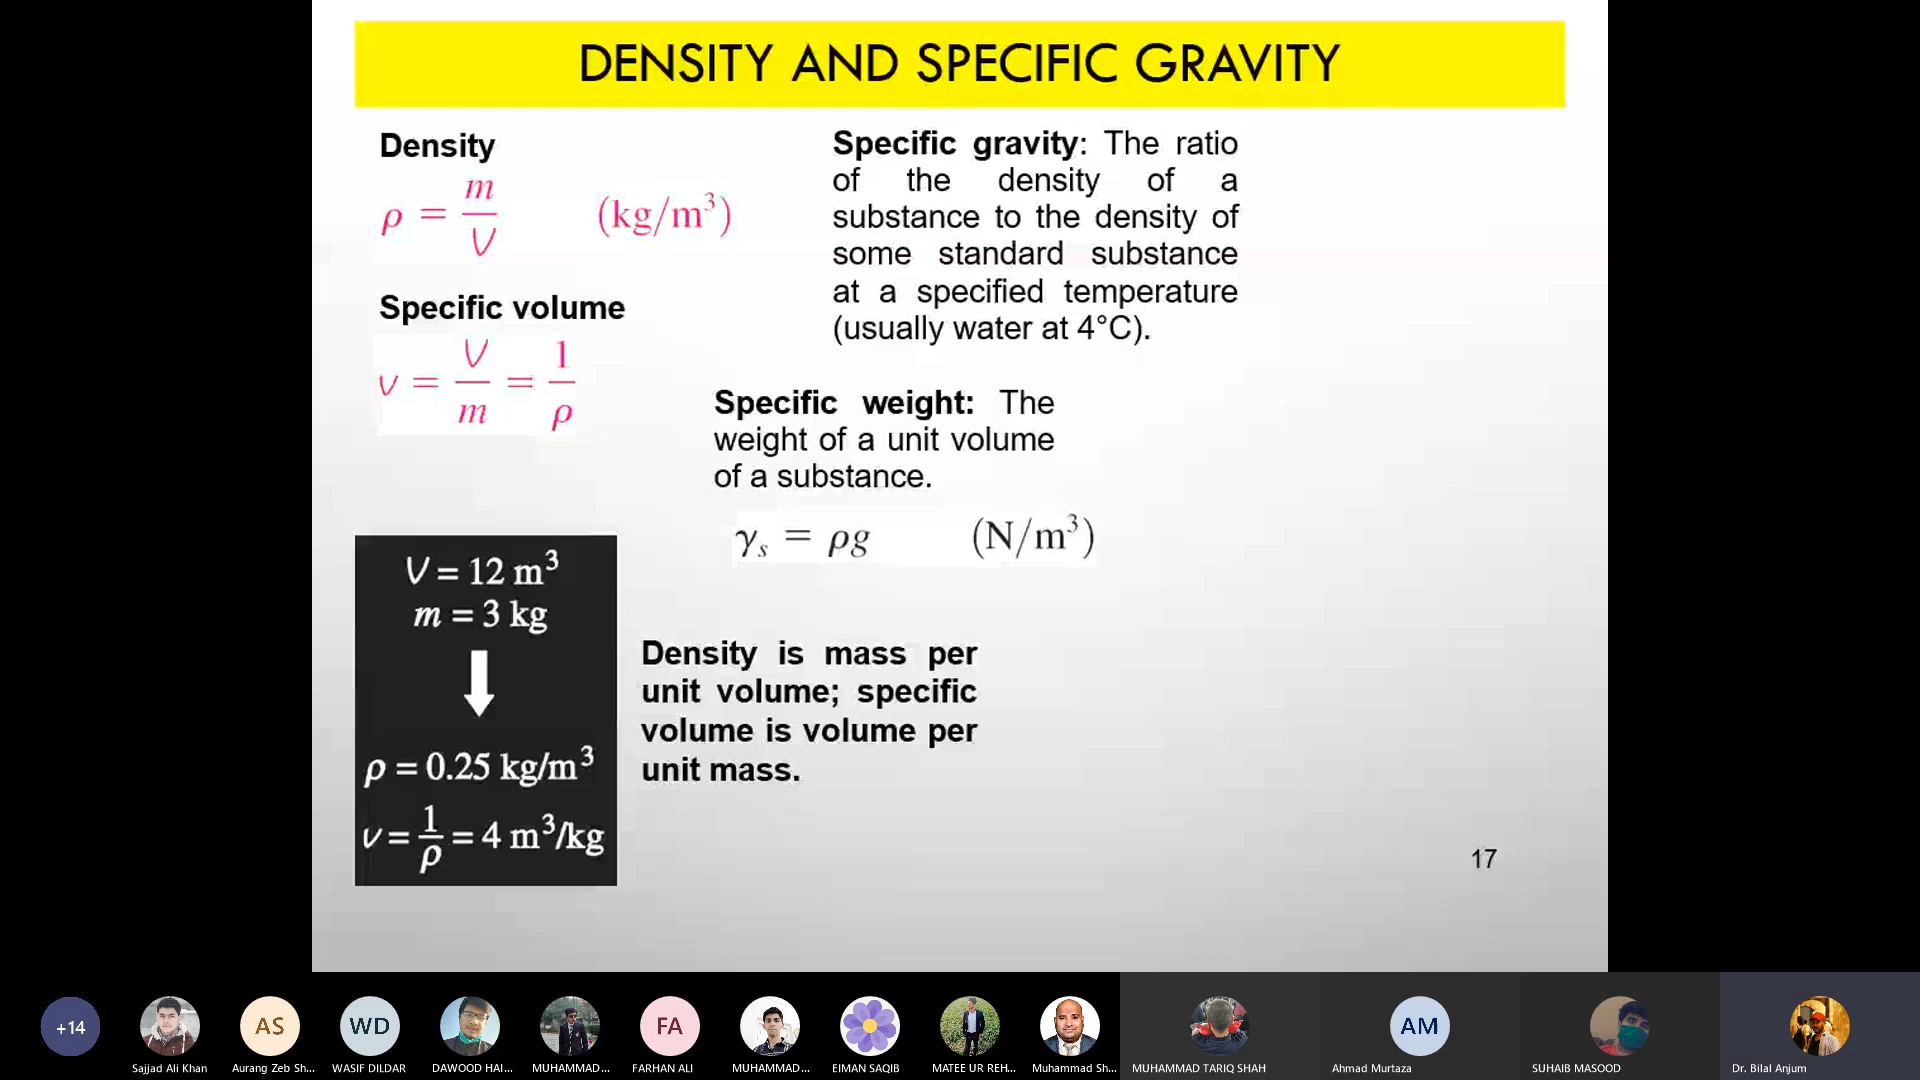 DENSITY AND SPECIFIC GRAVITY
Density
ρ = m/V (kg/m³)
Specific volume
v = V/m = 1/ρ
Specific gravity: The ratio
of the density of a
substance to the density of
some standard substance
at a specified temperature
(usually water at 4°C).
Specific weight: The
weight of a unit volume
of a substance.
γs = ρg (N/m³)
V = 12 m³
m = 3 kg
ρ = 0.25 kg/m³
v = 1/ρ = 4 m³/kg
Density is mass per
unit volume; specific
volume is volume per
unit mass.
17
+14
AS
WD
FA
AM
Sajjad Ali Khan
Aurang Zeb Sh...
WASIF DILDAR
DAWOOD HAI...
MUHAMMAD...
FARHAN ALI
MUHAMMAD...
EIMAN SAQIB
MATEE UR REH...
Muhammad Sh...
MUHAMMAD TARIQ SHAH
Ahmad Murtaza
SUHAIB MASOOD
Dr. Bilal Anjum